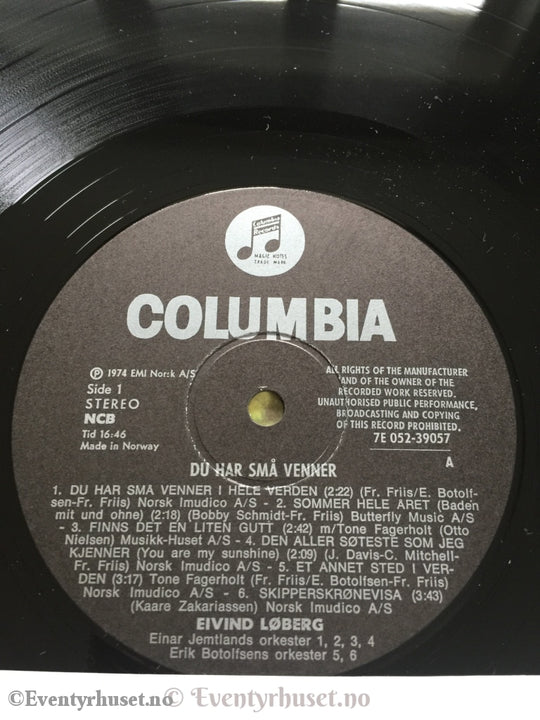 Columbia
Records
MAGIC NOTES
TRADE MARK
COLUMBIA
℗ 1974 EMI Norsk A/S
Side 1
STEREO
NCB
Tid 16:46
Made in Norway
ALL RIGHTS OF THE MANUFACTURER
AND OF THE OWNER OF THE
RECORDED WORK RESERVED.
UNAUTHORISED PUBLIC PERFORMANCE,
BROADCASTING AND COPYING
OF THIS RECORD PROHIBITED.
7E 052-39057
A
DU HAR SMÅ VENNER
1. DU HAR SMÅ VENNER I HELE VERDEN (2:22) (Fr. Friis/E. Botolf-
sen-Fr. Friis) Norsk Imudico A/S - 2. SOMMER HELE ÅRET (Baden
mit und ohne) (2:18) (Bobby Schmidt-Fr. Friis) Butterfly Music A/S
- 3. FINNS DET EN LITEN GUTT (2:42) m/Tone Fagerholt (Otto
Nielsen) Musikk-Huset A/S - 4. DEN ALLER SØTESTE SOM JEG
KJENNER (You are my sunshine) (2:09) (J. Davis-C. Mitchell-
Fr. Friis) Norsk Imudico A/S - 5. ET ANNET STED I VER-
DEN (3:17) Tone Fagerholt (Fr. Friis/E. Botolfsen-Fr. Friis)
Norsk Imudico A/S - 6. SKIPPERSKRØNEVISA (3:43)
(Kaare Zakariassen) Norsk Imudico A/S
EIVIND LØBERG
Einar Jemtlands orkester 1, 2, 3, 4
Erik Botolfsens orkester 5, 6
©Eventyrhuset.no © Eventyrhuset.no